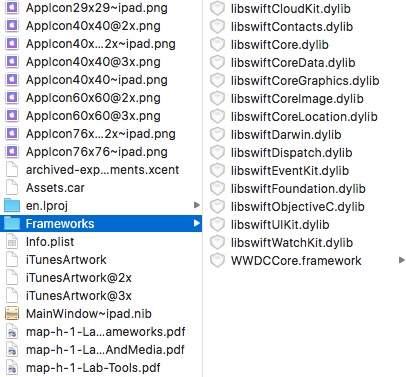 AppIcon29x29~ipad.png
AppIcon40x40@2x.png
AppIcon40x...2x~ipad.png
AppIcon40x40@3x.png
AppIcon40x40~ipad.png
AppIcon60x60@2x.png
AppIcon60x60@3x.png
AppIcon76x...2x~ipad.png
AppIcon76x76~ipad.png
archived-exp...ments.xcent
Assets.car
en.lproj
Frameworks
Info.plist
iTunesArtwork
iTunesArtwork@2x
iTunesArtwork@3x
MainWindow~ipad.nib
map-h-1-La...ameworks.pdf
map-h-1-La...AndMedia.pdf
map-h-1-Lab-Tools.pdf
libswiftCloudKit.dylib
libswiftContacts.dylib
libswiftCore.dylib
libswiftCoreData.dylib
libswiftCoreGraphics.dylib
libswiftCoreImage.dylib
libswiftCoreLocation.dylib
libswiftDarwin.dylib
libswiftDispatch.dylib
libswiftEventKit.dylib
libswiftFoundation.dylib
libswiftObjectiveC.dylib
libswiftUIKit.dylib
libswiftWatchKit.dylib
WWDCCore.framework